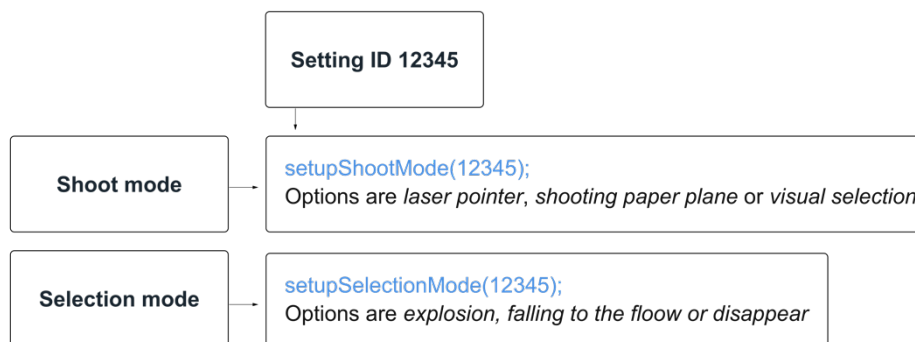 Setting ID 12345
Shoot mode
setupShootMode(12345);
Options are laser pointer, shooting paper plane or visual selection
Selection mode
setupSelectionMode(12345);
Options are explosion, falling to the floow or disappear